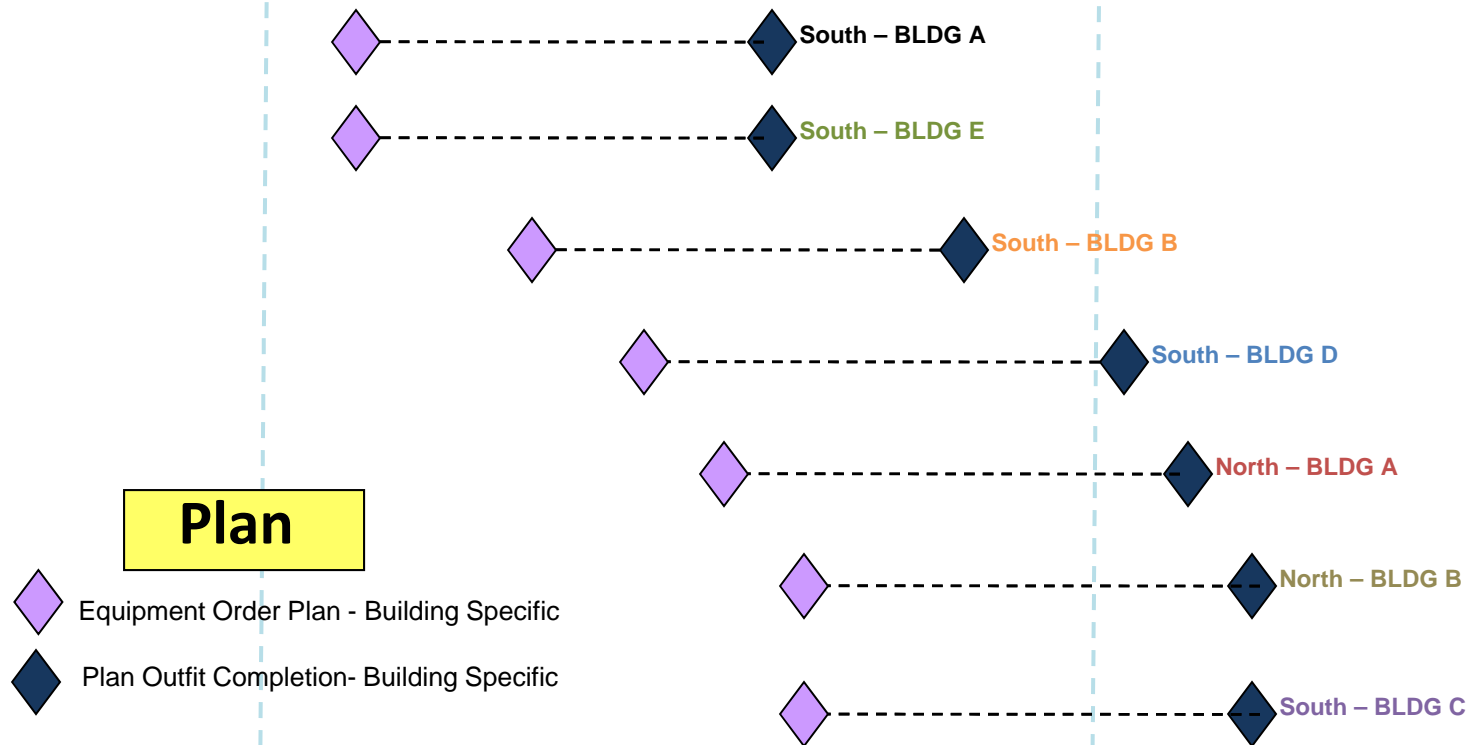 South – BLDG A
South – BLDG E
South – BLDG B
South – BLDG D
North – BLDG A
Plan
North – BLDG B
Equipment Order Plan - Building Specific
Plan Outfit Completion- Building Specific
South – BLDG C